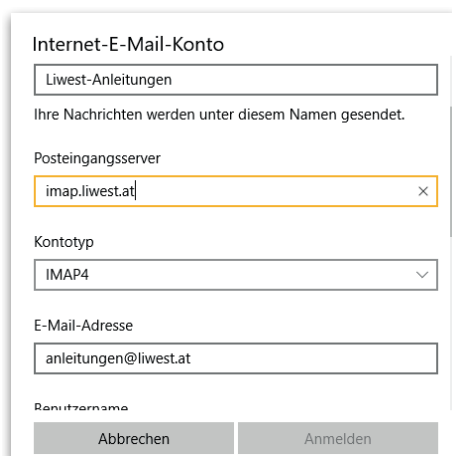 Internet-E-Mail-Konto
Liwest-Anleitungen
Ihre Nachrichten werden unter diesem Namen gesendet.
Posteingangsserver
imap.liwest.at
Kontotyp
IMAP4
E-Mail-Adresse
anleitungen@liwest.at
Benutzername
Abbrechen
Anmelden